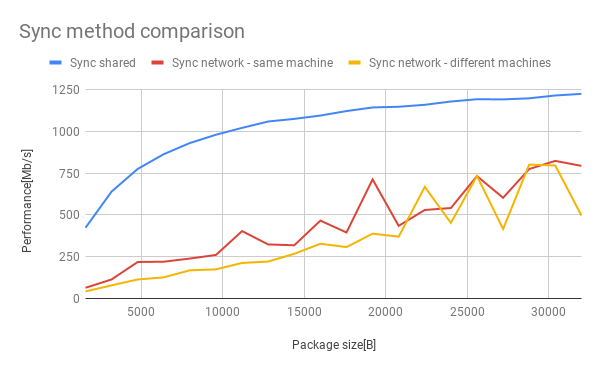 Sync method comparison
Sync shared
Sync network - same machine
Sync network - different machines
1250
1000
750
500
250
0
Performance[Mb/s]
5000
10000
15000
20000
25000
30000
Package size[B]